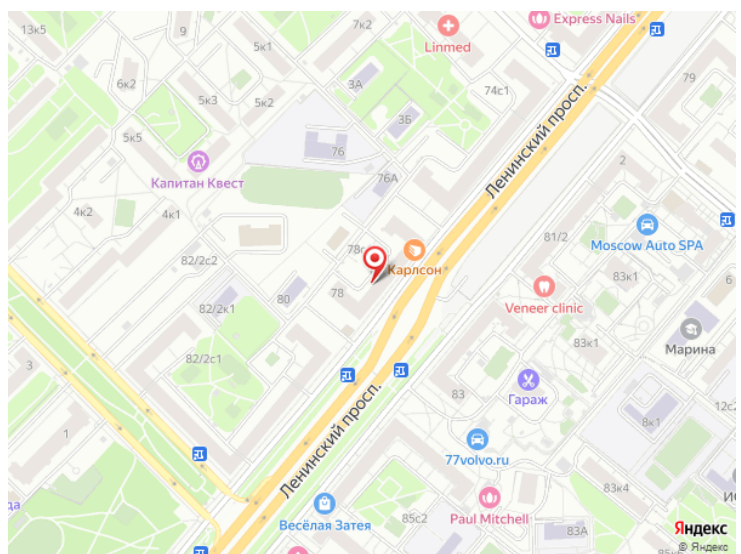 13к5
9
5к1
7к2
Linmed
Express Nails
79
6к2
5к3
5к2
3А
3Б
74с1
5к5
76
Капитан Квест
76А
Ленинский просп.
2
4к2
4к1
78с
Карлсон
81/2
Moscow Auto SPA
82/2с2
83к1
6
80
78
Veneer clinic
82/2к1
Марина
3
82/2с1
83к1
Ленинский просп.
83
Гараж
12с2
1
8к1
77volvo.ru
да
Весёлая Затея
85с2
Paul Mitchell
83к4
83А
Яндекс
© Яндекс